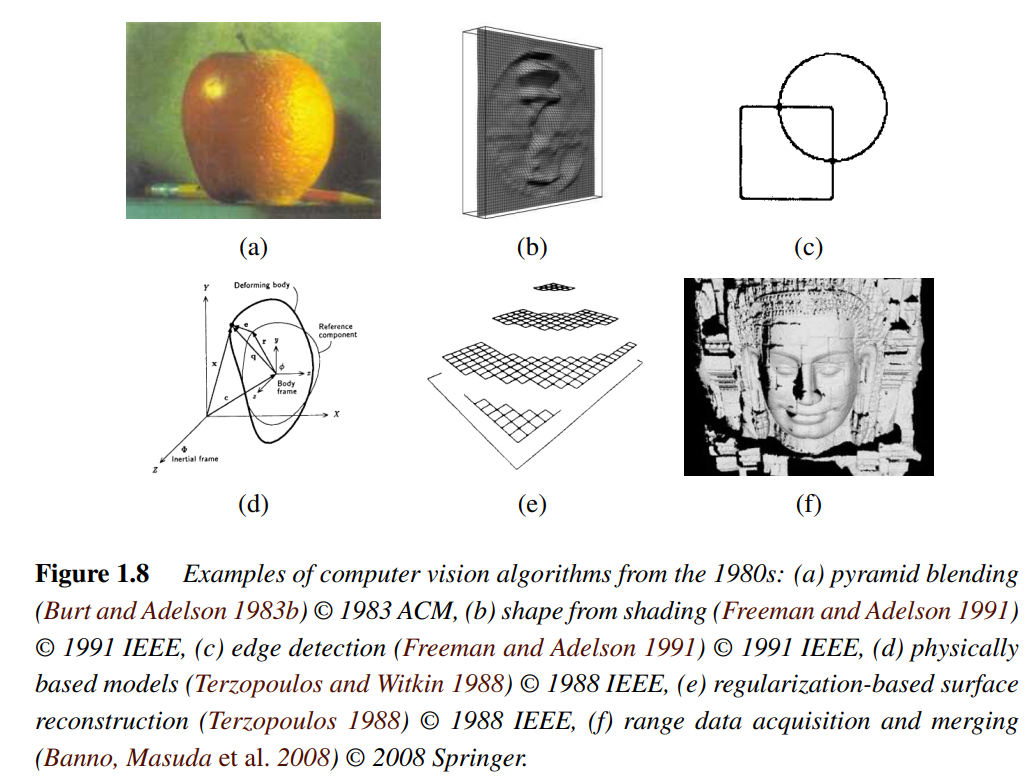 (a)
(b)
(c)
Y
Deforming body
Reference
component
e
r
y
x
q
ϕ
z
Body
frame
z
c
X
Φ
Inertial frame
Z
(d)
(e)
(f)
Figure 1.8 Examples of computer vision algorithms from the 1980s: (a) pyramid blending
(Burt and Adelson 1983b) © 1983 ACM, (b) shape from shading (Freeman and Adelson 1991)
© 1991 IEEE, (c) edge detection (Freeman and Adelson 1991) © 1991 IEEE, (d) physically
based models (Terzopoulos and Witkin 1988) © 1988 IEEE, (e) regularization-based surface
reconstruction (Terzopoulos 1988) © 1988 IEEE, (f) range data acquisition and merging
(Banno, Masuda et al. 2008) © 2008 Springer.